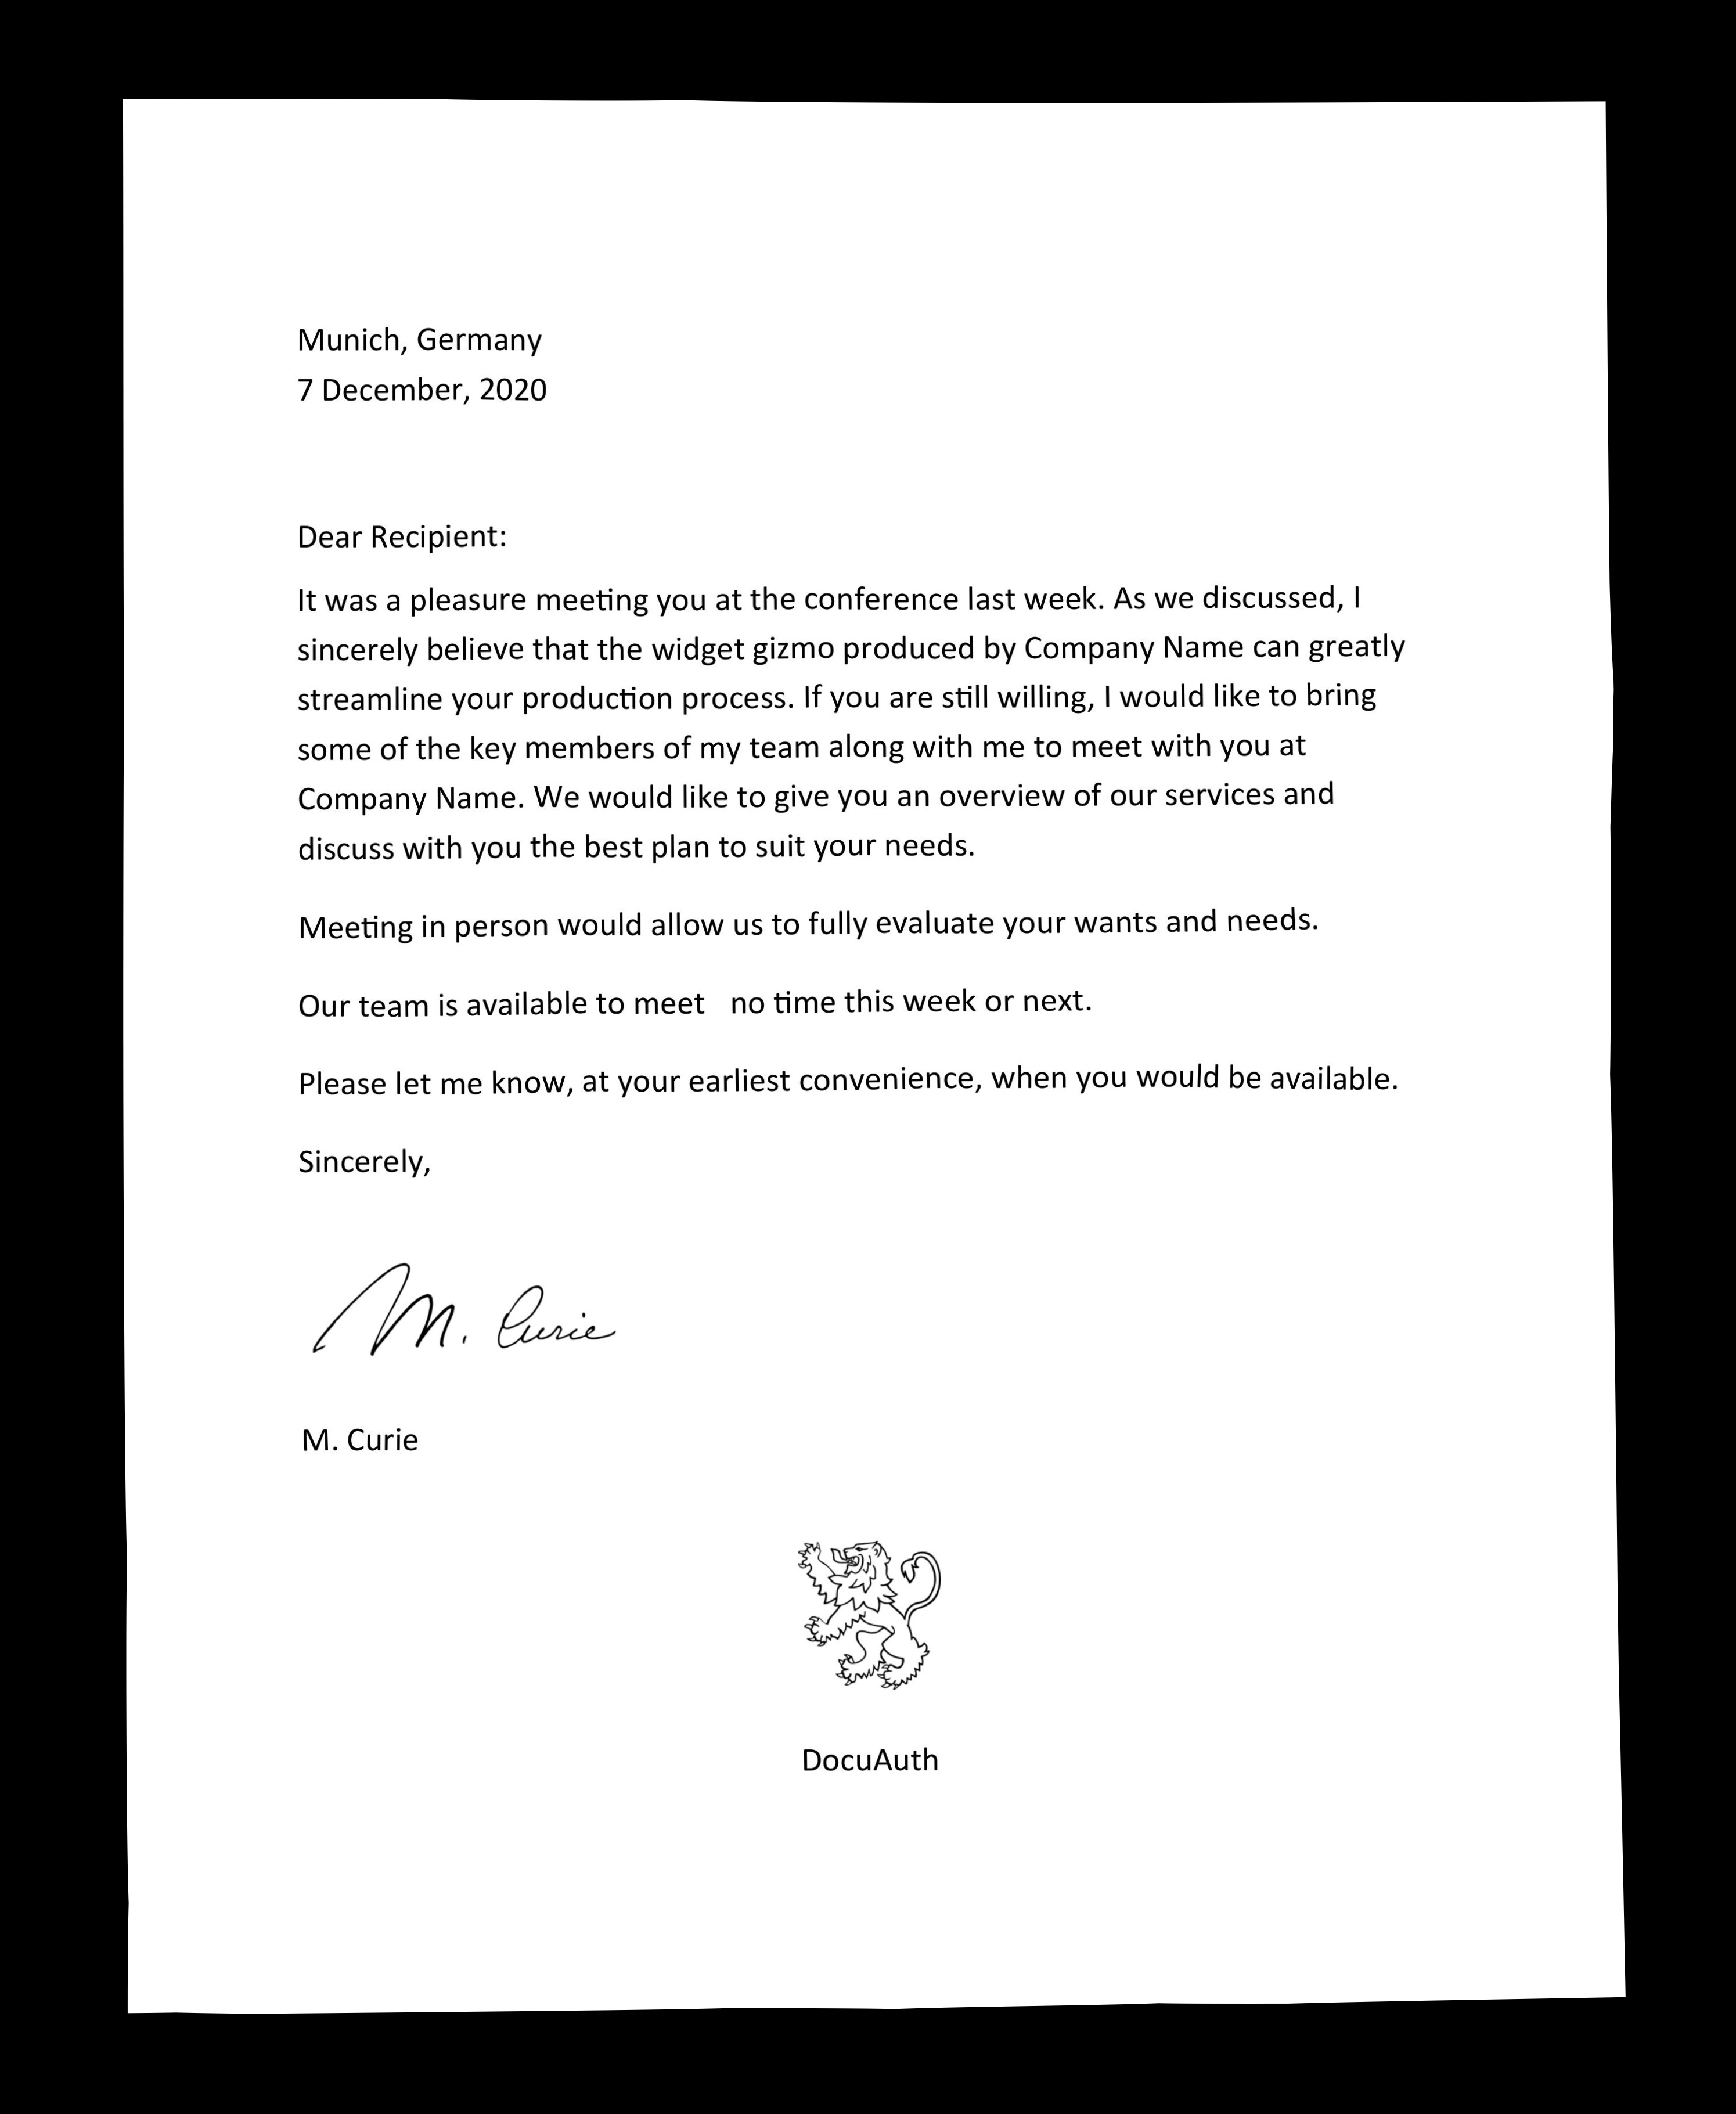 Munich, Germany
7 December, 2020
Dear Recipient:
It was a pleasure meeting you at the conference last week. As we discussed, I
sincerely believe that the widget gizmo produced by Company Name can greatly
streamline your production process. If you are still willing, I would like to bring
some of the key members of my team along with me to meet with you at
Company Name. We would like to give you an overview of our services and
discuss with you the best plan to suit your needs.
Meeting in person would allow us to fully evaluate your wants and needs.
Our team is available to meet no time this week or next.
Please let me know, at your earliest convenience, when you would be available.
Sincerely,
M. Curie
M. Curie
DocuAuth